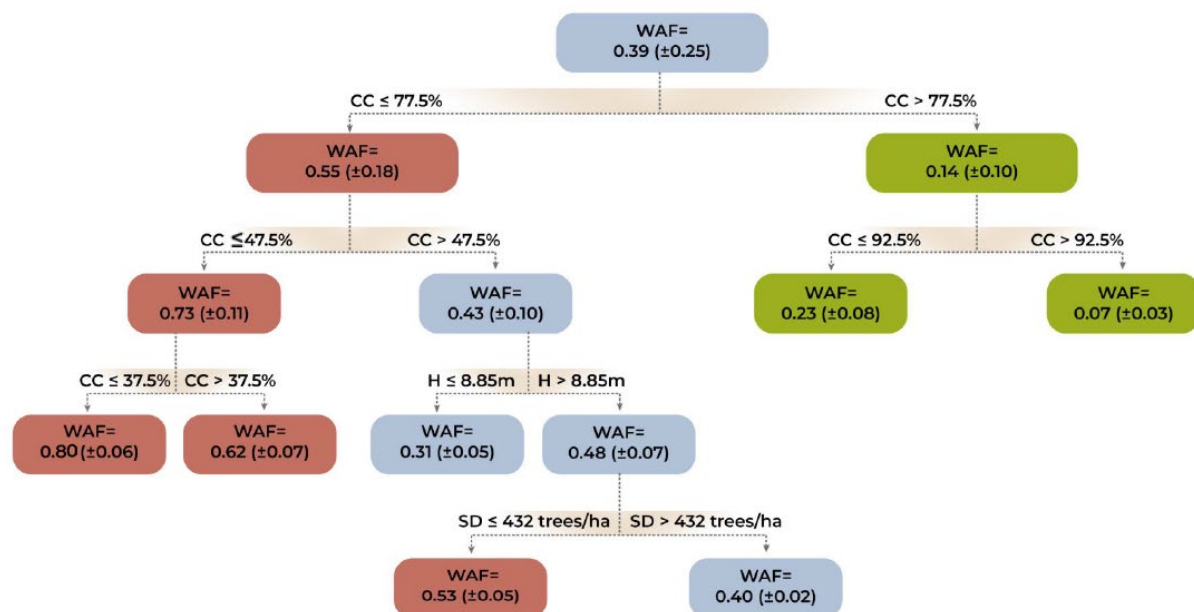 WAF=
0.39 (±0.25)
CC ≤ 77.5%
CC > 77.5%
WAF=
0.55 (±0.18)
WAF=
0.14 (±0.10)
CC ≤47.5%
CC > 47.5%
CC ≤ 92.5%
CC > 92.5%
WAF=
0.73 (±0.11)
WAF=
0.43 (±0.10)
WAF=
0.23 (±0.08)
WAF=
0.07 (±0.03)
CC ≤ 37.5%
CC > 37.5%
H ≤ 8.85m
H > 8.85m
WAF=
0.80 (±0.06)
WAF=
0.62 (±0.07)
WAF=
0.31 (±0.05)
WAF=
0.48 (±0.07)
SD ≤ 432 trees/ha
SD > 432 trees/ha
WAF=
0.53 (±0.05)
WAF=
0.40 (±0.02)